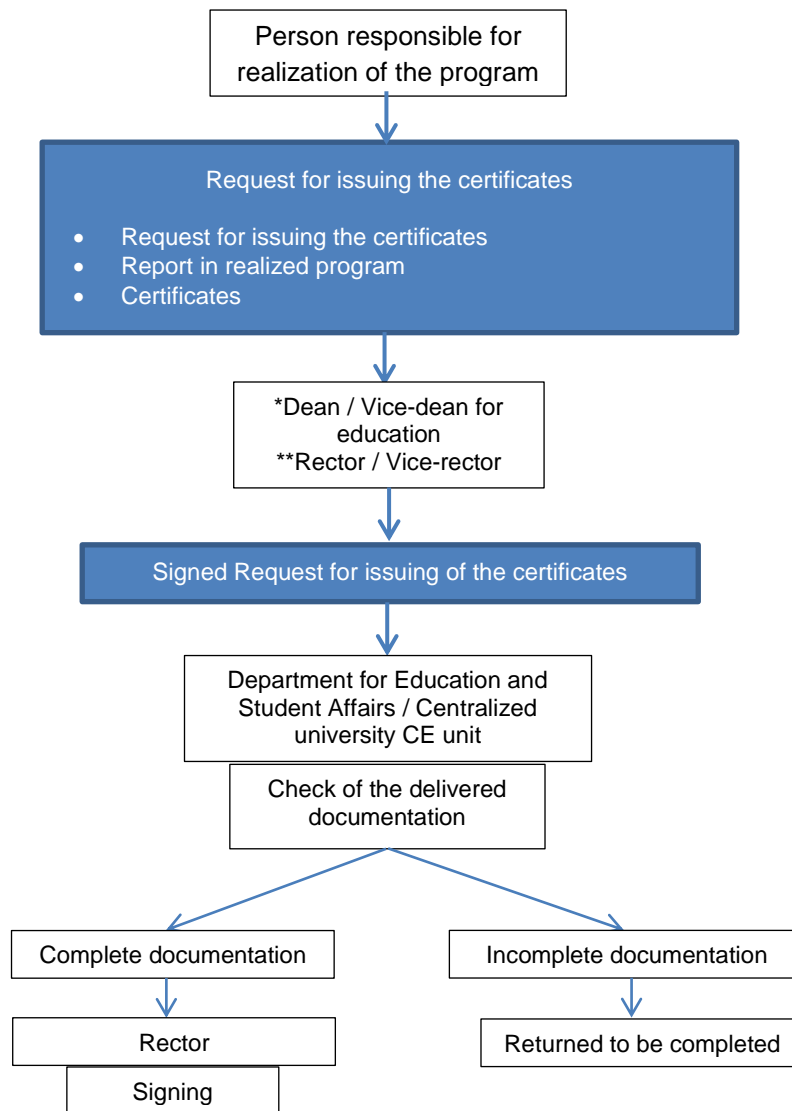 Person responsible for
realization of the program
Request for issuing the certificates
• Request for issuing the certificates
• Report in realized program
• Certificates
*Dean / Vice-dean for
education
**Rector / Vice-rector
Signed Request for issuing of the certificates
Department for Education and
Student Affairs / Centralized
university CE unit
Check of the delivered
documentation
Complete documentation
Incomplete documentation
Rector
Returned to be completed
Signing